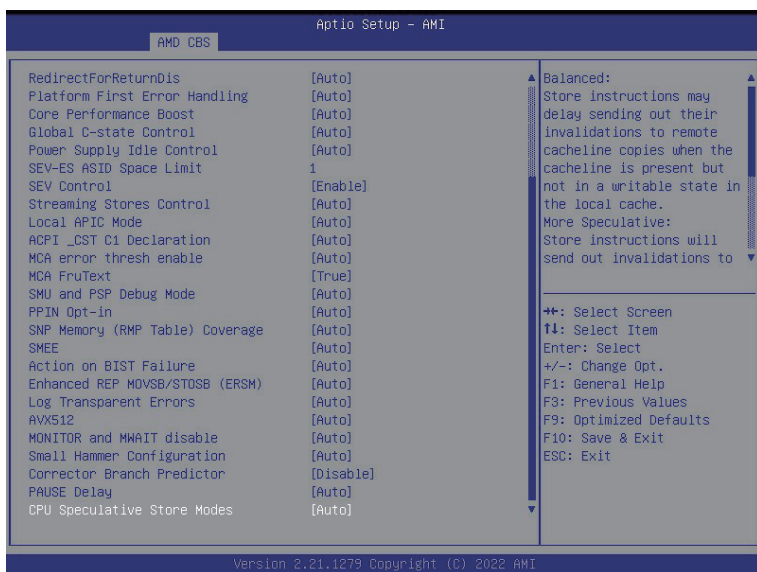 Aptio Setup – AMI
AMD CBS
RedirectForReturnDis [Auto]
Platform First Error Handling [Auto]
Core Performance Boost [Auto]
Global C-state Control [Auto]
Power Supply Idle Control [Auto]
SEV-ES ASID Space Limit 1
SEV Control [Enable]
Streaming Stores Control [Auto]
Local APIC Mode [Auto]
ACPI _CST C1 Declaration [Auto]
MCA error thresh enable [Auto]
MCA FruText [True]
SMU and PSP Debug Mode [Auto]
PPIN Opt-in [Auto]
SNP Memory (RMP Table) Coverage [Auto]
SMEE [Auto]
Action on BIST Failure [Auto]
Enhanced REP MOVSB/STOSB (ERSM) [Auto]
Log Transparent Errors [Auto]
AVX512 [Auto]
MONITOR and MWAIT disable [Auto]
Small Hammer Configuration [Auto]
Corrector Branch Predictor [Disable]
PAUSE Delay [Auto]
CPU Speculative Store Modes [Auto]
Balanced:
Store instructions may
delay sending out their
invalidations to remote
cacheline copies when the
cacheline is present but
not in a writable state in
the local cache.
More Speculative:
Store instructions will
send out invalidations to
→←: Select Screen
↑↓: Select Item
Enter: Select
+/-: Change Opt.
F1: General Help
F3: Previous Values
F9: Optimized Defaults
F10: Save & Exit
ESC: Exit
Version 2.21.1279 Copyright (C) 2022 AMI